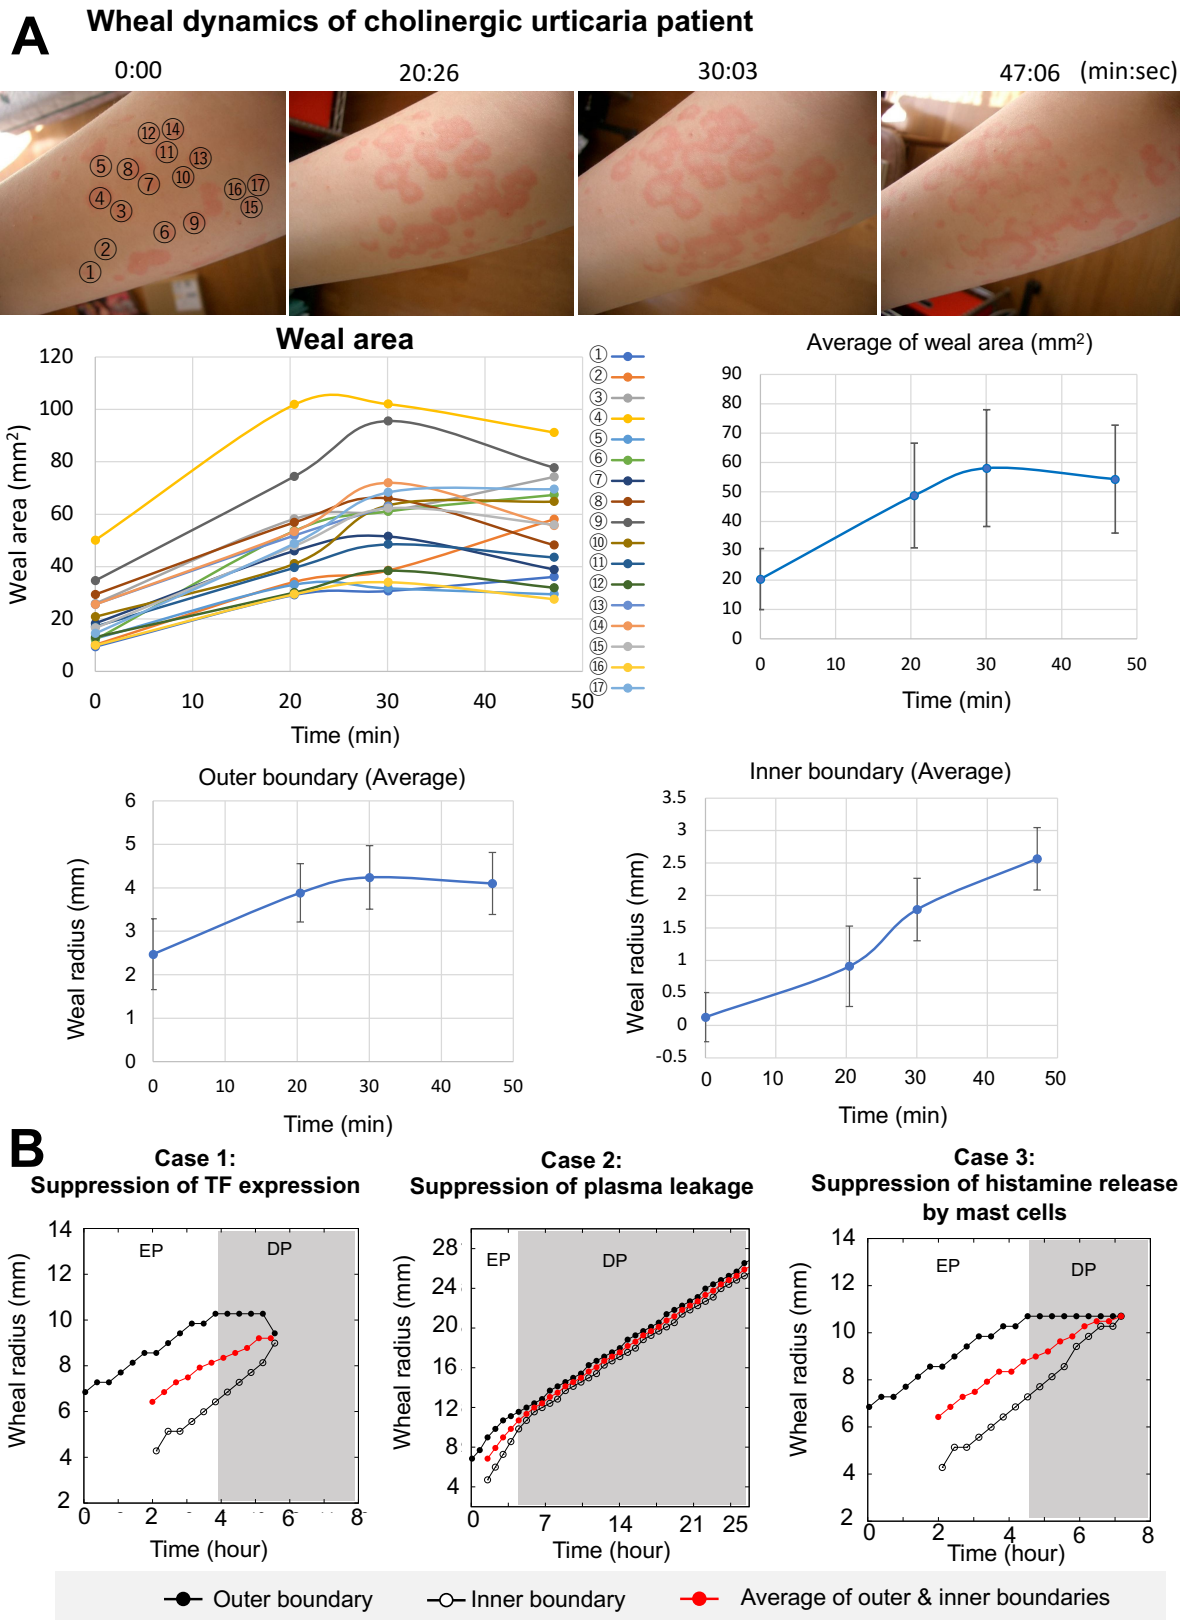 A
Wheal dynamics of cholinergic urticaria patient
0:00 20:26 30:03 47:06 (min:sec)
⑫ ⑭
⑪ ⑬
⑤ ⑧ ⑦ ⑩
④ ③ ⑯ ⑰
⑮
⑥ ⑨
②
①
Weal area
Weal area (mm²)
120
100
80
60
40
20
0
0 10 20 30 40 50
Time (min)
①
②
③
④
⑤
⑥
⑦
⑧
⑨
⑩
⑪
⑫
⑬
⑭
⑮
⑯
⑰
Average of weal area (mm²)
90
80
70
60
50
40
30
20
10
0
0 10 20 30 40 50
Time (min)
Outer boundary (Average)
Weal radius (mm)
6
5
4
3
2
1
0
0 10 20 30 40 50
Time (min)
Inner boundary (Average)
Weal radius (mm)
3.5
3
2.5
2
1.5
1
0.5
0
-0.5
0 10 20 30 40 50
Time (min)
B
Case 1:
Suppression of TF expression
Wheal radius (mm)
14
12
10
8
6
4
2
EP DP
0 2 4 6 8
Time (hour)
Case 2:
Suppression of plasma leakage
Wheal radius (mm)
28
24
20
16
12
8
4
EP DP
0 7 14 21 25
Time (hour)
Case 3:
Suppression of histamine release
by mast cells
Wheal radius (mm)
14
12
10
8
6
4
2
EP DP
0 2 4 6 8
Time (hour)
Outer boundary Inner boundary Average of outer & inner boundaries